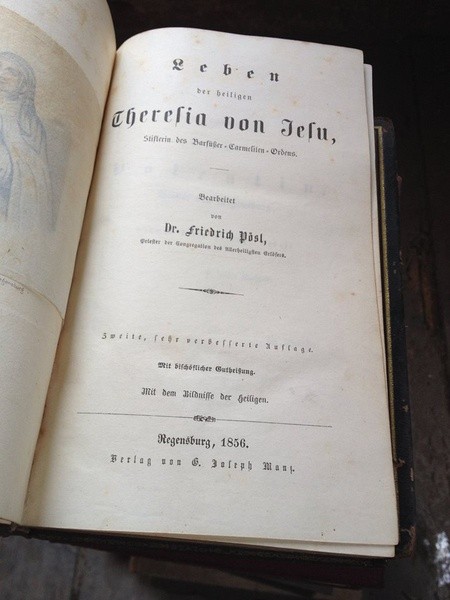 Leben
der heiligen
Theresia von Jesu,
Stifterin des Barfüßer-Carmeliten-Ordens.
Bearbeitet
von
Dr. Friedrich Pösl,
Priester der Congregation des Allerheiligsten Erlösers.
Zweite, sehr verbesserte Auflage.
Mit bischöflicher Gutheißung.
Mit dem Bildnisse der Heiligen.
Regensburg, 1856.
Verlag von G. Joseph Manz.